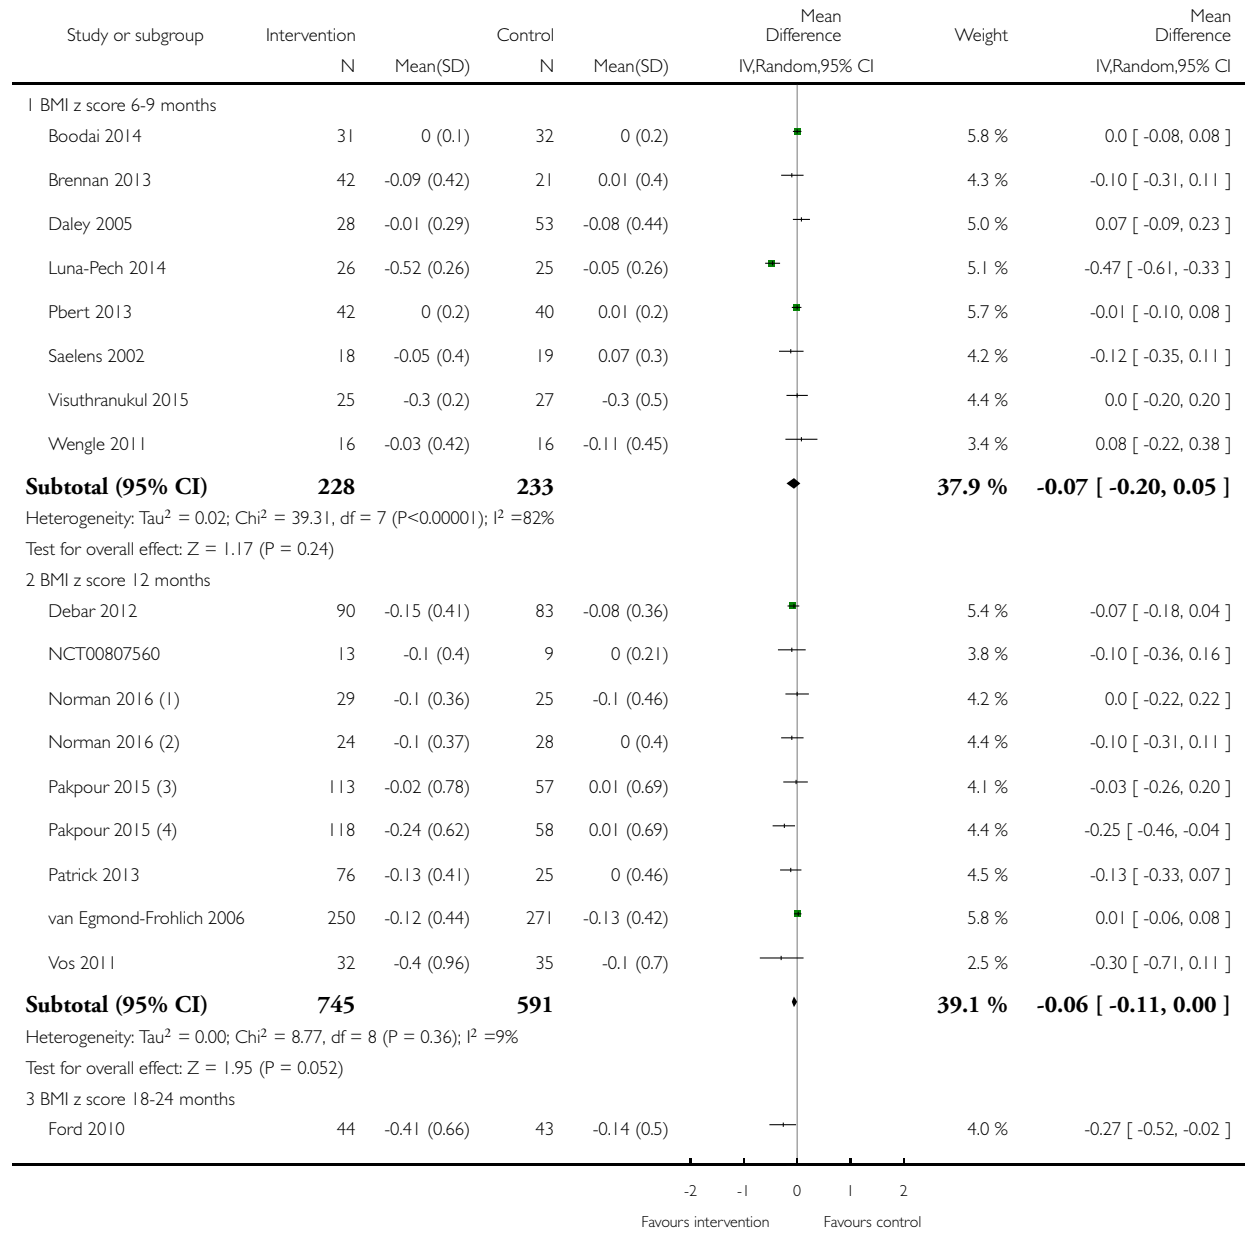 Study or subgroup Intervention Control Mean Difference Weight Mean Difference
N Mean(SD) N Mean(SD) IV,Random,95% CI IV,Random,95% CI
1 BMI z score 6-9 months
Boodai 2014 31 0 (0.1) 32 0 (0.2) 5.8 % 0.0 [ -0.08, 0.08 ]
Brennan 2013 42 -0.09 (0.42) 21 0.01 (0.4) 4.3 % -0.10 [ -0.31, 0.11 ]
Daley 2005 28 -0.01 (0.29) 53 -0.08 (0.44) 5.0 % 0.07 [ -0.09, 0.23 ]
Luna-Pech 2014 26 -0.52 (0.26) 25 -0.05 (0.26) 5.1 % -0.47 [ -0.61, -0.33 ]
Pbert 2013 42 0 (0.2) 40 0.01 (0.2) 5.7 % -0.01 [ -0.10, 0.08 ]
Saelens 2002 18 -0.05 (0.4) 19 0.07 (0.3) 4.2 % -0.12 [ -0.35, 0.11 ]
Visuthranukul 2015 25 -0.3 (0.2) 27 -0.3 (0.5) 4.4 % 0.0 [ -0.20, 0.20 ]
Wengle 2011 16 -0.03 (0.42) 16 -0.11 (0.45) 3.4 % 0.08 [ -0.22, 0.38 ]
Subtotal (95% CI) 228 233 37.9 % -0.07 [ -0.20, 0.05 ]
Heterogeneity: Tau² = 0.02; Chi² = 39.31, df = 7 (P<0.00001); I² =82%
Test for overall effect: Z = 1.17 (P = 0.24)
2 BMI z score 12 months
Debar 2012 90 -0.15 (0.41) 83 -0.08 (0.36) 5.4 % -0.07 [ -0.18, 0.04 ]
NCT00807560 13 -0.1 (0.4) 9 0 (0.21) 3.8 % -0.10 [ -0.36, 0.16 ]
Norman 2016 (1) 29 -0.1 (0.36) 25 -0.1 (0.46) 4.2 % 0.0 [ -0.22, 0.22 ]
Norman 2016 (2) 24 -0.1 (0.37) 28 0 (0.4) 4.4 % -0.10 [ -0.31, 0.11 ]
Pakpour 2015 (3) 113 -0.02 (0.78) 57 0.01 (0.69) 4.1 % -0.03 [ -0.26, 0.20 ]
Pakpour 2015 (4) 118 -0.24 (0.62) 58 0.01 (0.69) 4.4 % -0.25 [ -0.46, -0.04 ]
Patrick 2013 76 -0.13 (0.41) 25 0 (0.46) 4.5 % -0.13 [ -0.33, 0.07 ]
van Egmond-Frohlich 2006 250 -0.12 (0.44) 271 -0.13 (0.42) 5.8 % 0.01 [ -0.06, 0.08 ]
Vos 2011 32 -0.4 (0.96) 35 -0.1 (0.7) 2.5 % -0.30 [ -0.71, 0.11 ]
Subtotal (95% CI) 745 591 39.1 % -0.06 [ -0.11, 0.00 ]
Heterogeneity: Tau² = 0.00; Chi² = 8.77, df = 8 (P = 0.36); I² =9%
Test for overall effect: Z = 1.95 (P = 0.052)
3 BMI z score 18-24 months
Ford 2010 44 -0.41 (0.66) 43 -0.14 (0.5) 4.0 % -0.27 [ -0.52, -0.02 ]
-2 -1 0 1 2
Favours intervention Favours control